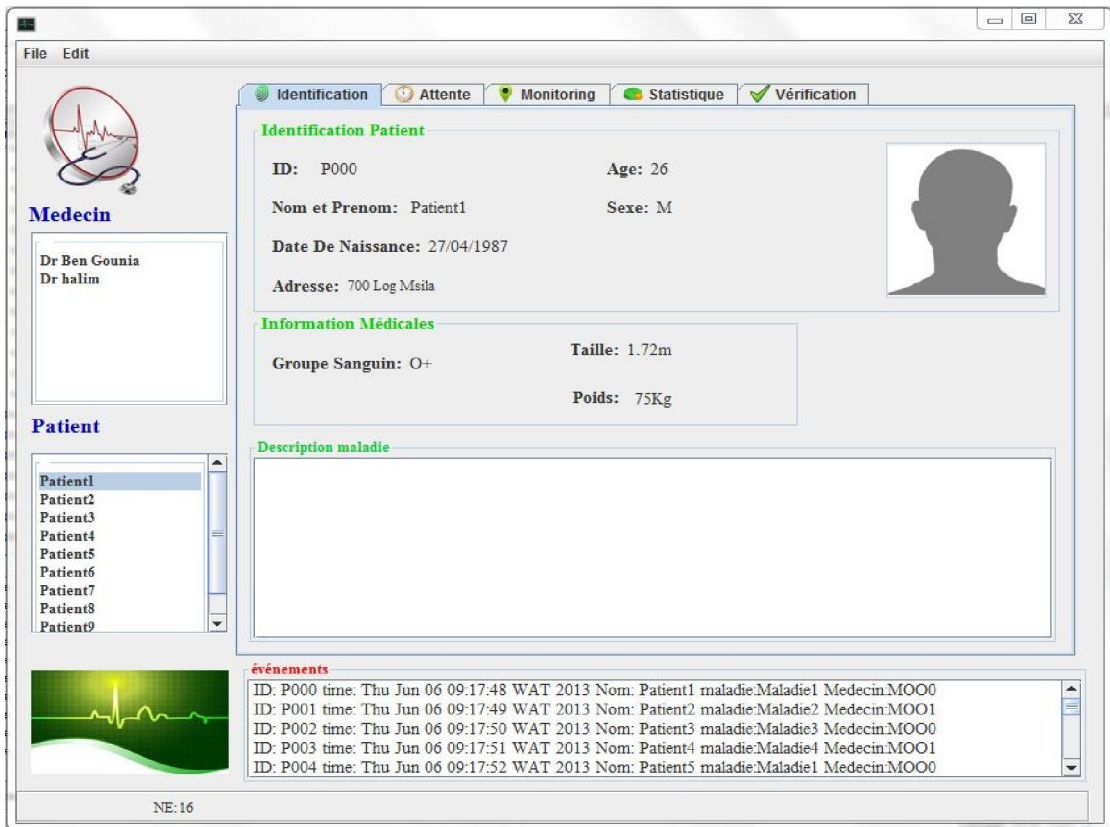 File Edit
Identification Attente Monitoring Statistique Vérification
Medecin
Dr Ben Gounia
Dr halim
Patient
Patient1
Patient2
Patient3
Patient4
Patient5
Patient6
Patient7
Patient8
Patient9
Identification Patient
ID: P000
Age: 26
Nom et Prenom: Patient1
Sexe: M
Date De Naissance: 27/04/1987
Adresse: 700 Log Msila
Information Médicales
Groupe Sanguin: O+
Taille: 1.72m
Poids: 75Kg
Description maladie
événements
ID: P000 time: Thu Jun 06 09:17:48 WAT 2013 Nom: Patient1 maladie:Maladie1 Medecin:MOO0
ID: P001 time: Thu Jun 06 09:17:49 WAT 2013 Nom: Patient2 maladie:Maladie2 Medecin:MOO1
ID: P002 time: Thu Jun 06 09:17:50 WAT 2013 Nom: Patient3 maladie:Maladie3 Medecin:MOO0
ID: P003 time: Thu Jun 06 09:17:51 WAT 2013 Nom: Patient4 maladie:Maladie4 Medecin:MOO1
ID: P004 time: Thu Jun 06 09:17:52 WAT 2013 Nom: Patient5 maladie:Maladie1 Medecin:MOO0
NE:16